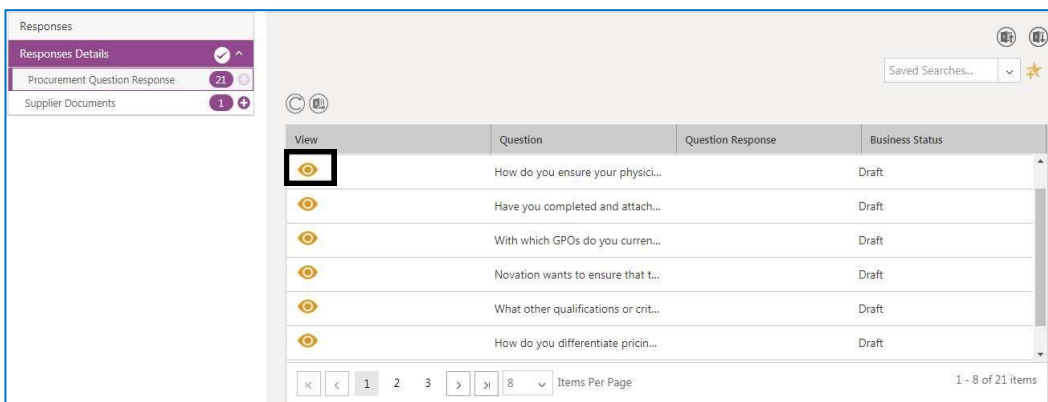 Responses
Responses Details
Procurement Question Response 21
Supplier Documents 1
Saved Searches...
View Question Question Response Business Status
How do you ensure your physici... Draft
Have you completed and attach... Draft
With which GPOs do you curren... Draft
Novation wants to ensure that t... Draft
What other qualifications or crit... Draft
How do you differentiate pricin... Draft
1 2 3 8 Items Per Page 1 - 8 of 21 items